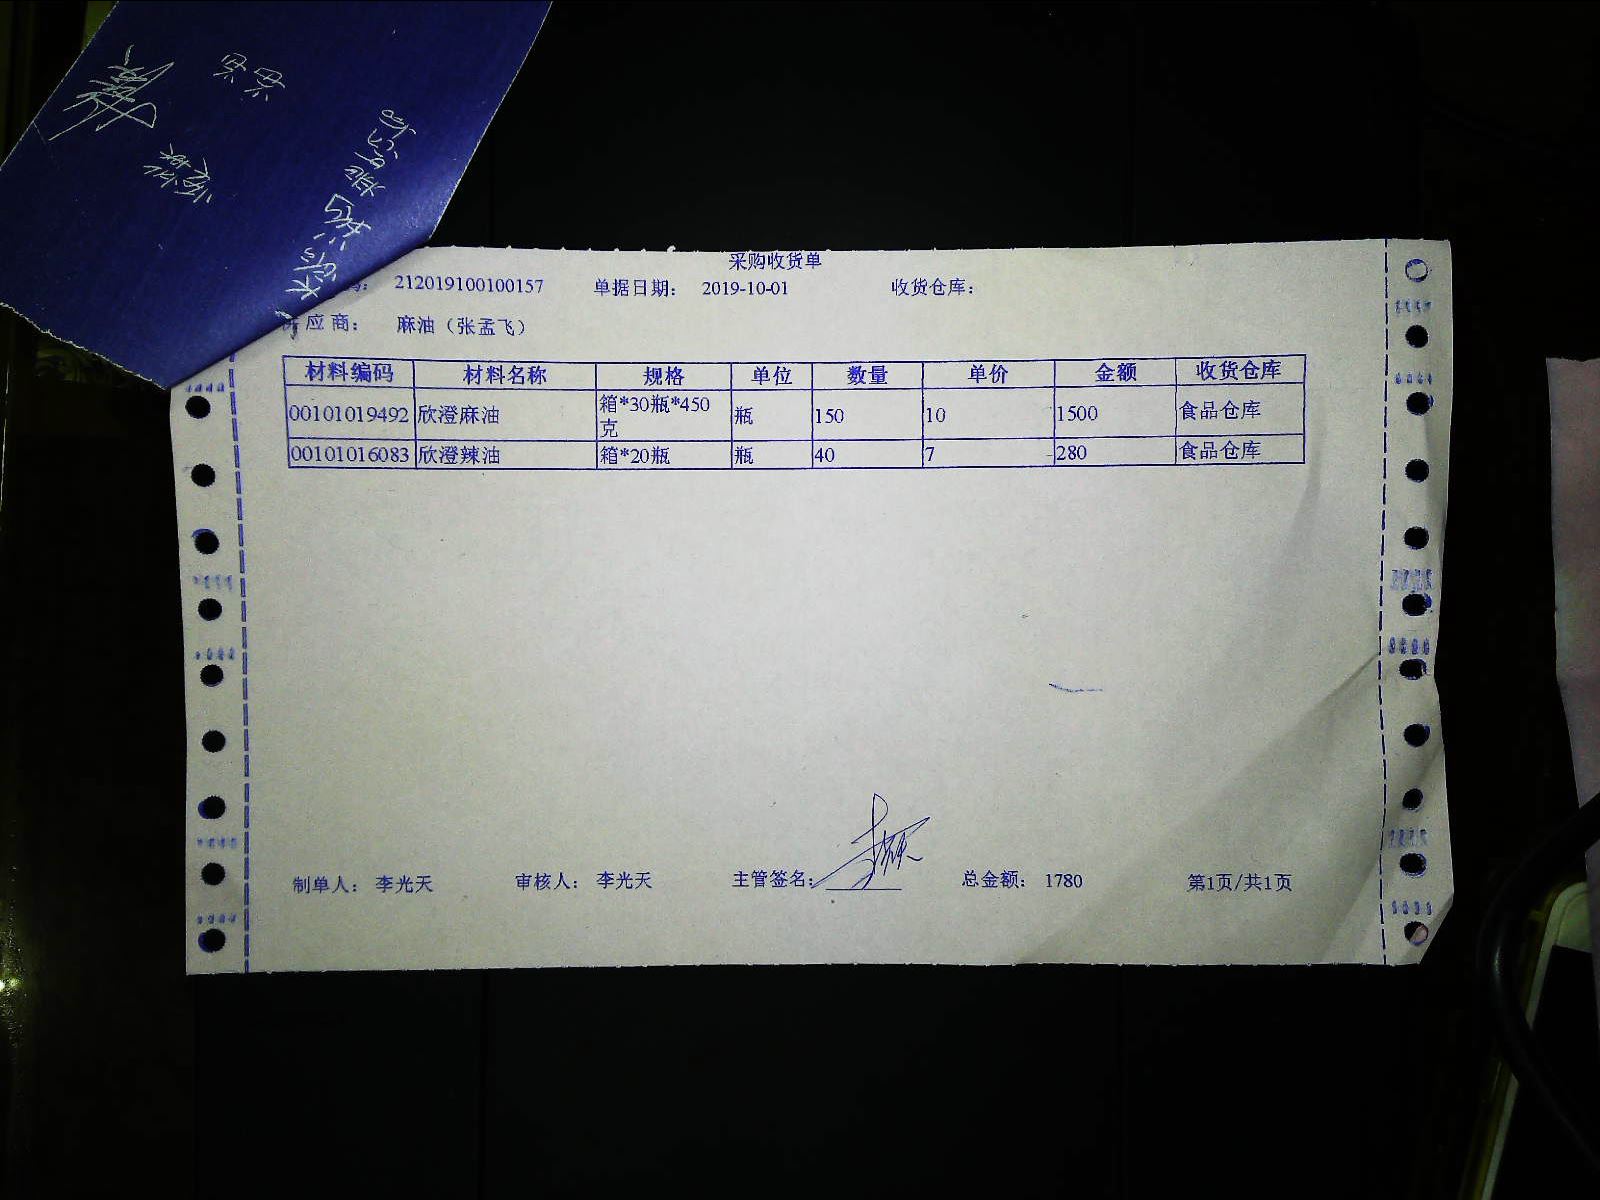 采购收货单
212019100100157 单据日期： 2019-10-01 收货仓库：
应商： 麻油（张孟飞）
材料编码 材料名称 规格 单位 数量 单价 金额 收货仓库
00101019492 欣澄麻油 箱*30瓶*450克 瓶 150 10 1500 食品仓库
00101016083 欣澄辣油 箱*20瓶 瓶 40 7 280 食品仓库
制单人： 李光天 审核人： 李光天 主管签名： 总金额： 1780 第1页/共1页